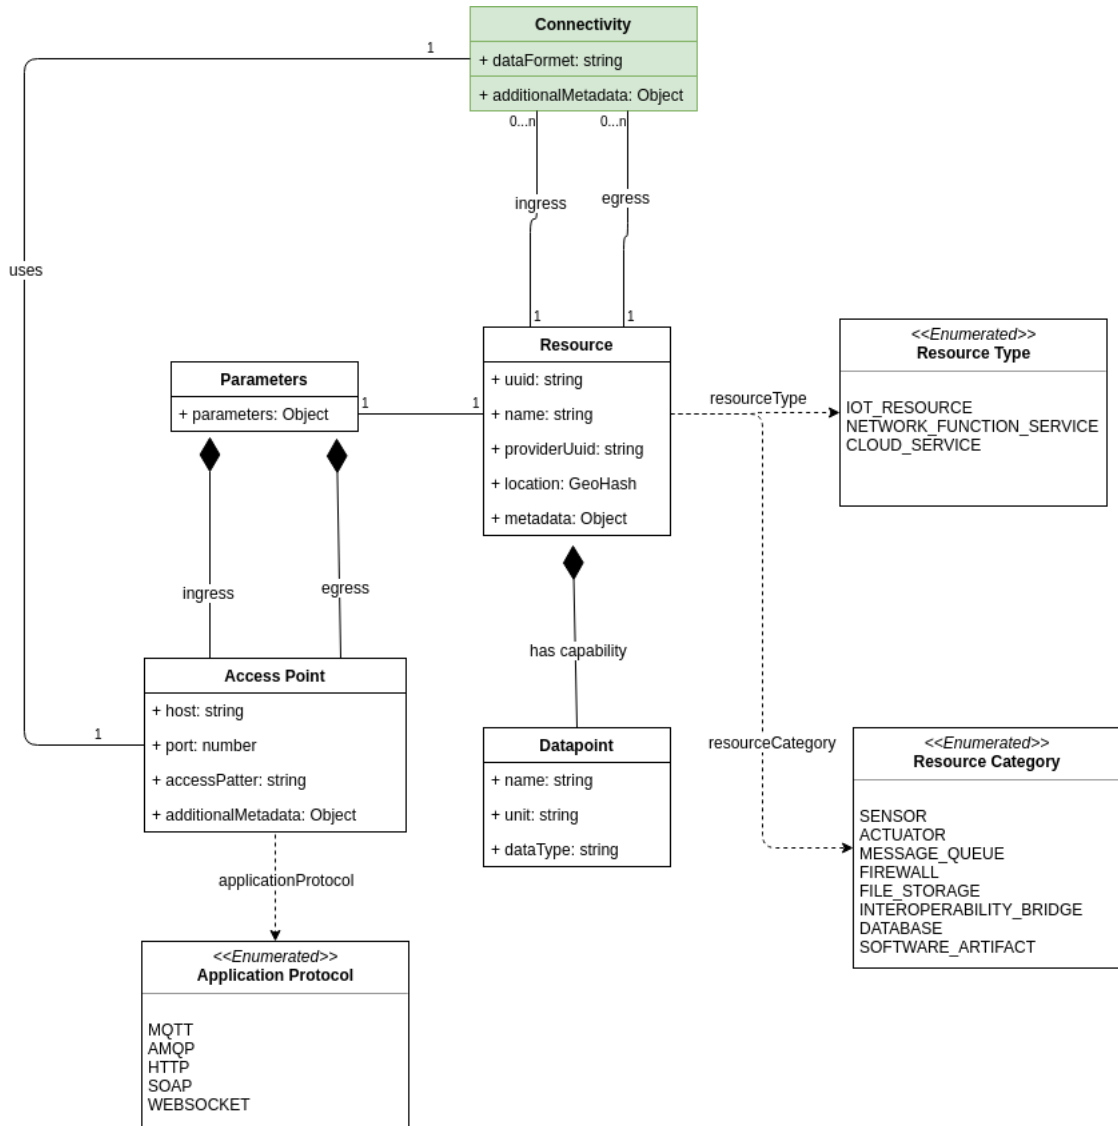 Connectivity
+ dataFormet: string
+ additionalMetadata: Object
1
0...n
0...n
ingress
egress
uses
1
1
Resource
+ uuid: string
+ name: string
+ providerUuid: string
+ location: GeoHash
+ metadata: Object
Parameters
+ parameters: Object
1
1
resourceType
<<Enumerated>>
Resource Type
IOT_RESOURCE
NETWORK_FUNCTION_SERVICE
CLOUD_SERVICE
ingress
egress
has capability
Access Point
+ host: string
+ port: number
+ accessPatter: string
+ additionalMetadata: Object
1
Datapoint
+ name: string
+ unit: string
+ dataType: string
resourceCategory
<<Enumerated>>
Resource Category
SENSOR
ACTUATOR
MESSAGE_QUEUE
FIREWALL
FILE_STORAGE
INTEROPERABILITY_BRIDGE
DATABASE
SOFTWARE_ARTIFACT
applicationProtocol
<<Enumerated>>
Application Protocol
MQTT
AMQP
HTTP
SOAP
WEBSOCKET